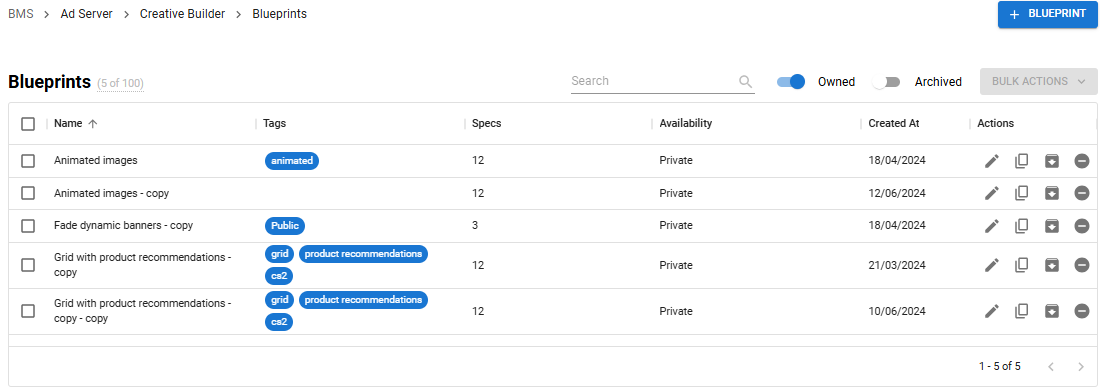 BMS > Ad Server > Creative Builder > Blueprints
+ BLUEPRINT
Blueprints (5 of 100)
Search
Owned
Archived
BULK ACTIONS
Name Tags Specs Availability Created At Actions
Animated images animated 12 Private 18/04/2024
Animated images - copy 12 Private 12/06/2024
Fade dynamic banners - copy Public 3 Private 18/04/2024
Grid with product recommendations - copy grid product recommendations cs2 12 Private 21/03/2024
Grid with product recommendations - copy - copy grid product recommendations cs2 12 Private 10/06/2024
1 - 5 of 5